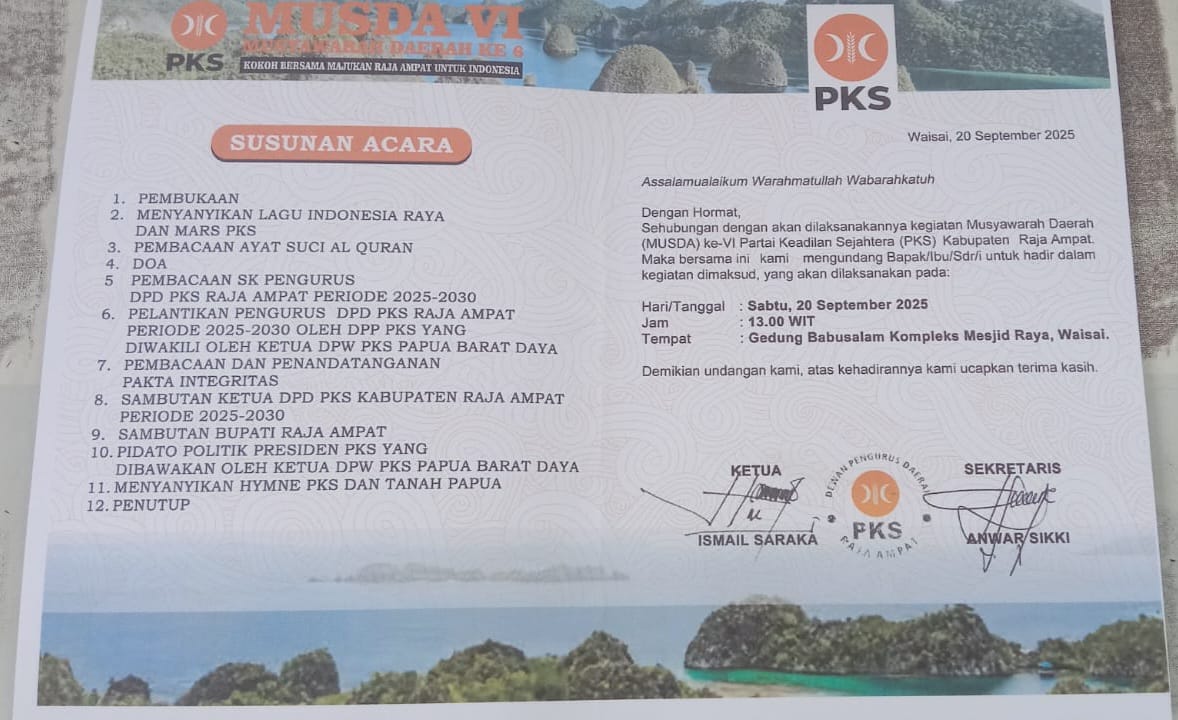 MUSDA VI
MUSYAWARAH DAERAH KE 6
PKS
KOKOH BERSAMA MAJUKAN RAJA AMPAT UNTUK INDONESIA
PKS
SUSUNAN ACARA
1. PEMBUKAAN
2. MENYANYIKAN LAGU INDONESIA RAYA
DAN MARS PKS
3. PEMBACAAN AYAT SUCI AL QURAN
4. DOA
5 PEMBACAAN SK PENGURUS
DPD PKS RAJA AMPAT PERIODE 2025-2030
6. PELANTIKAN PENGURUS DPD PKS RAJA AMPAT
PERIODE 2025-2030 OLEH DPP PKS YANG
DIWAKILI OLEH KETUA DPW PKS PAPUA BARAT DAYA
7. PEMBACAAN DAN PENANDATANGANAN
PAKTA INTEGRITAS
8. SAMBUTAN KETUA DPD PKS KABUPATEN RAJA AMPAT
PERIODE 2025-2030
9. SAMBUTAN BUPATI RAJA AMPAT
10. PIDATO POLITIK PRESIDEN PKS YANG
DIBAWAKAN OLEH KETUA DPW PKS PAPUA BARAT DAYA
11. MENYANYIKAN HYMNE PKS DAN TANAH PAPUA
12. PENUTUP
Waisai, 20 September 2025
Assalamualaikum Warahmatullah Wabarahkatuh
Dengan Hormat,
Sehubungan dengan akan dilaksanakannya kegiatan Musyawarah Daerah
(MUSDA) ke-VI Partai Keadilan Sejahtera (PKS) Kabupaten Raja Ampat.
Maka bersama ini kami mengundang Bapak/Ibu/Sdr/i untuk hadir dalam
kegiatan dimaksud, yang akan dilaksanakan pada:
Hari/Tanggal : Sabtu, 20 September 2025
Jam : 13.00 WIT
Tempat : Gedung Babusalam Kompleks Mesjid Raya, Waisai.
Demikian undangan kami, atas kehadirannya kami ucapkan terima kasih.
KETUA
ISMAIL SARAKA
DEWAN PENGURUS DAERAH
PKS
RAJA AMPAT
SEKRETARIS
ANWAR SIKKI